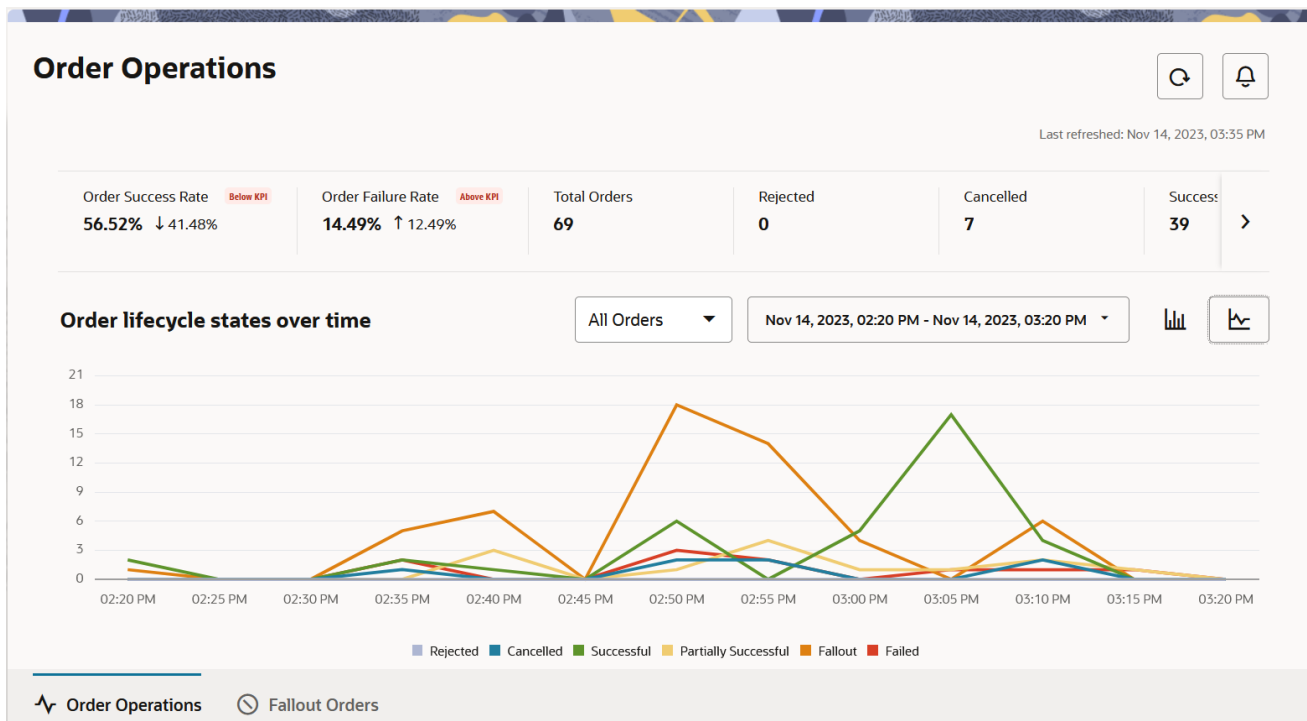 Order Operations
Last refreshed: Nov 14, 2023, 03:35 PM
Order Success Rate Below KPI Order Failure Rate Above KPI Total Orders Rejected Cancelled Success
56.52% ↓ 41.48% 14.49% ↑ 12.49% 69 0 7 39
Order lifecycle states over time All Orders Nov 14, 2023, 02:20 PM - Nov 14, 2023, 03:20 PM
21
18
15
12
9
6
3
0
02:20 PM 02:25 PM 02:30 PM 02:35 PM 02:40 PM 02:45 PM 02:50 PM 02:55 PM 03:00 PM 03:05 PM 03:10 PM 03:15 PM 03:20 PM
Rejected Cancelled Successful Partially Successful Fallout Failed
Order Operations Fallout Orders